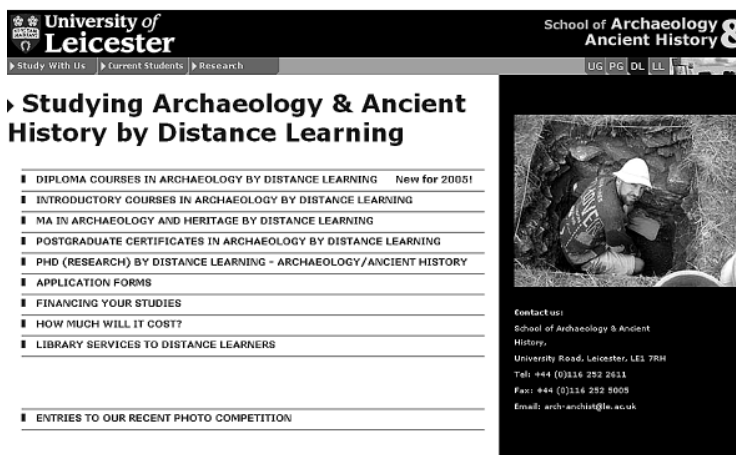 University of
Leicester
School of Archaeology &
Ancient History
Study With Us Current Students Research
UG PG DL LL
Studying Archaeology & Ancient
History by Distance Learning
DIPLOMA COURSES IN ARCHAEOLOGY BY DISTANCE LEARNING New for 2005!
INTRODUCTORY COURSES IN ARCHAEOLOGY BY DISTANCE LEARNING
MA IN ARCHAEOLOGY AND HERITAGE BY DISTANCE LEARNING
POSTGRADUATE CERTIFICATES IN ARCHAEOLOGY BY DISTANCE LEARNING
PHD (RESEARCH) BY DISTANCE LEARNING - ARCHAEOLOGY/ANCIENT HISTORY
APPLICATION FORMS
FINANCING YOUR STUDIES
HOW MUCH WILL IT COST?
LIBRARY SERVICES TO DISTANCE LEARNERS
ENTRIES TO OUR RECENT PHOTO COMPETITION
Contact us:
School of Archaeology & Ancient
History,
University Road, Leicester, LE1 7RH
Tel: +44 (0)116 252 2611
Fax: +44 (0)116 252 5005
Email: arch-anchist@le.ac.uk